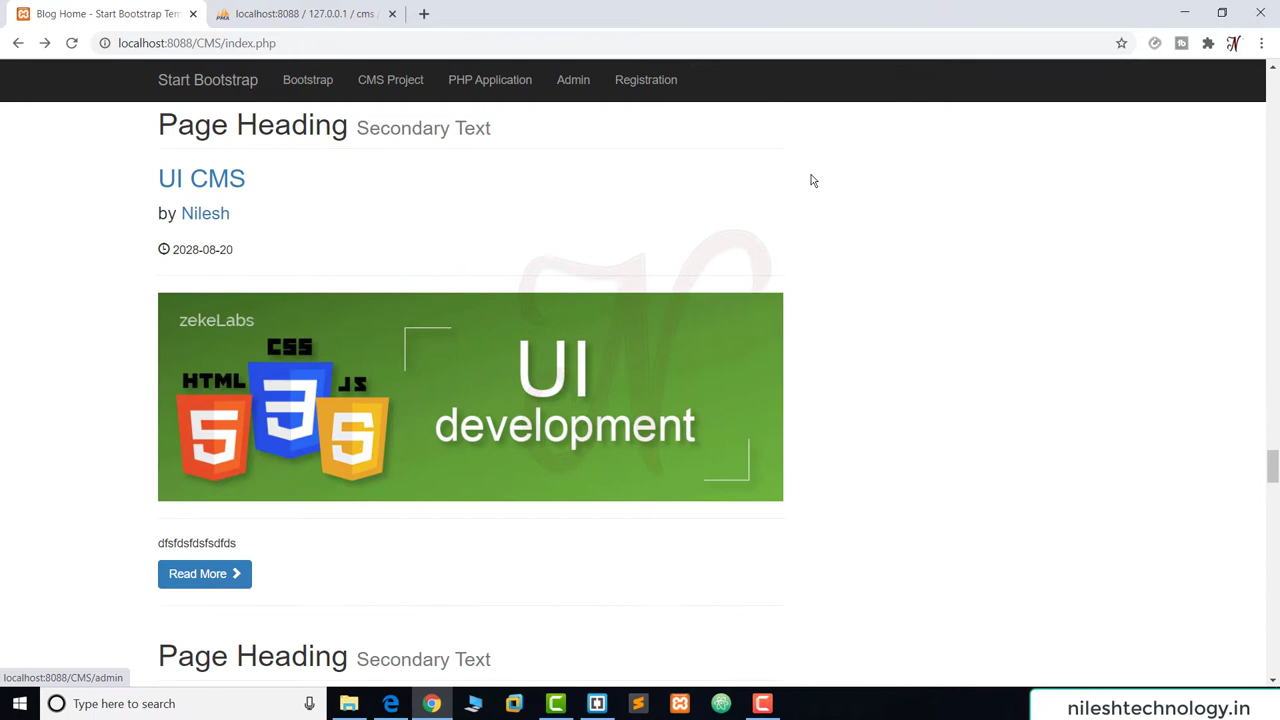 Blog Home - Start Bootstrap Tem
localhost:8088 / 127.0.0.1 / cms /
localhost:8088/CMS/index.php
Start Bootstrap Bootstrap CMS Project PHP Application Admin Registration
Page Heading Secondary Text
UI CMS
by Nilesh
2028-08-20
zekeLabs
HTML CSS JS
5 3 5
UI
development
dfsfdsfdsfsdfds
Read More
Page Heading Secondary Text
localhost:8088/CMS/admin
Type here to search
nileshtechnology.in